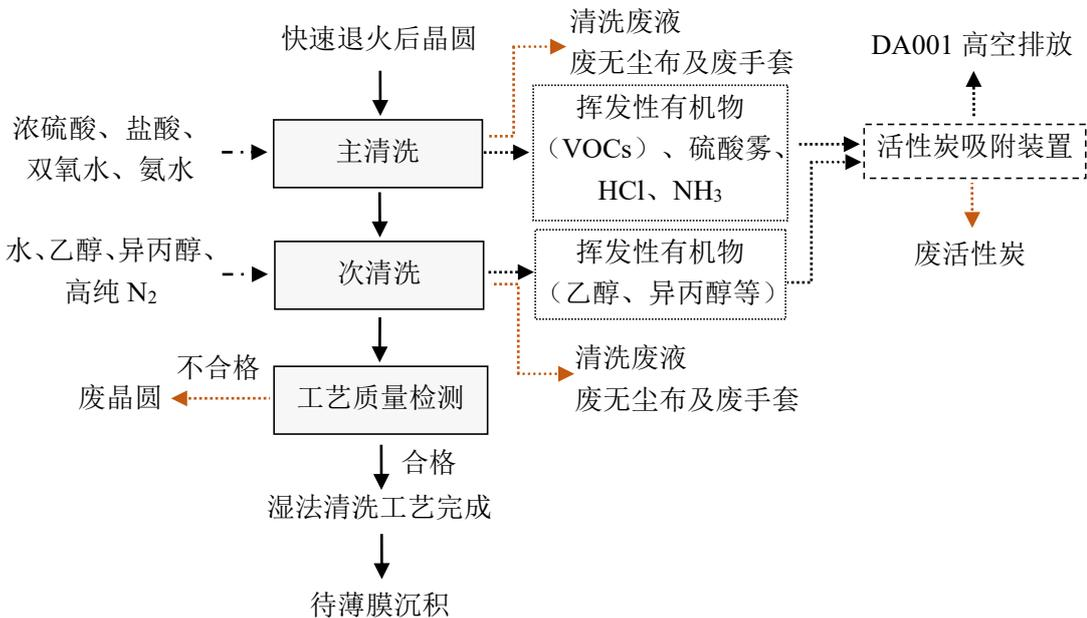 快速退火后晶圆
清洗废液
废无尘布及废手套
DA001 高空排放
浓硫酸、盐酸、
双氧水、氨水
主清洗
挥发性有机物
（VOCs）、硫酸雾、
HCl、NH₃
活性炭吸附装置
废活性炭
水、乙醇、异丙醇、
高纯 N₂
次清洗
挥发性有机物
（乙醇、异丙醇等）
清洗废液
废无尘布及废手套
不合格
废晶圆
工艺质量检测
合格
湿法清洗工艺完成
待薄膜沉积